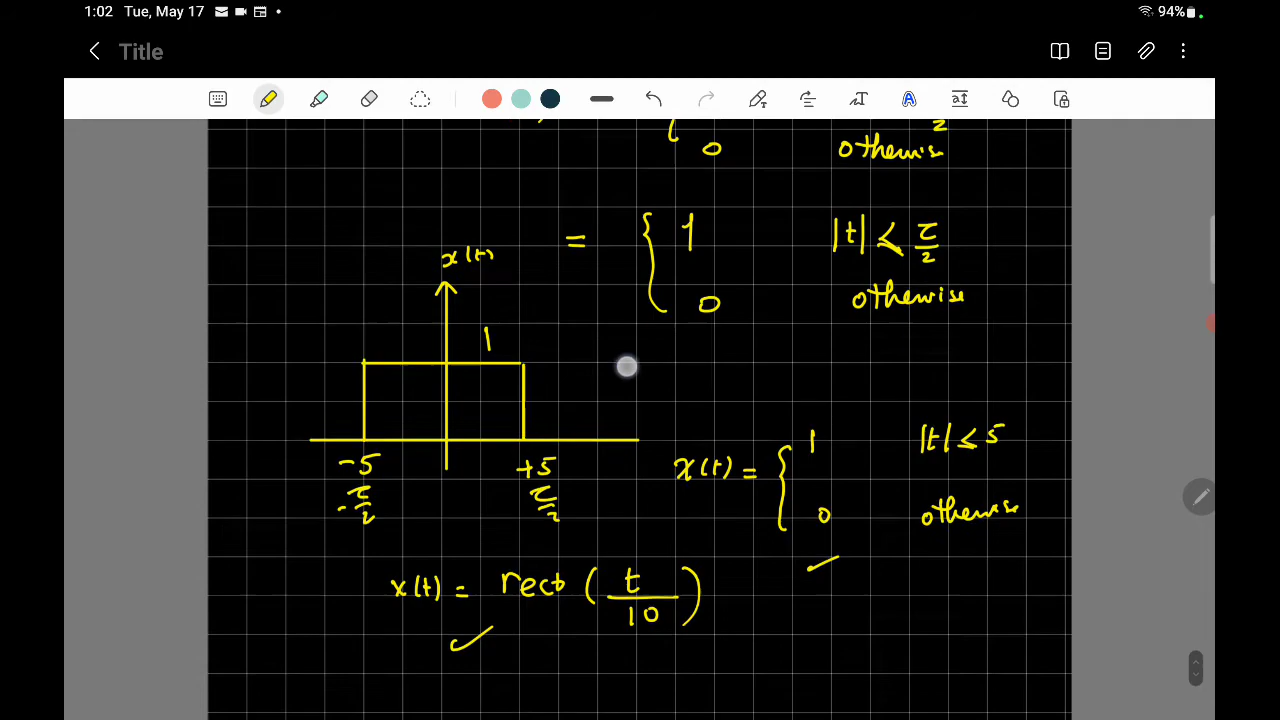 1:02 Tue, May 17
94%
Title
2
0 otherwise
= { 1 |t| ≤ τ/2
0 otherwise
x(t)
1
-5 +5
-τ/2 τ/2
x(t) = { 1 |t| ≤ 5
0 otherwise
x(t) = rect ( t/10 )